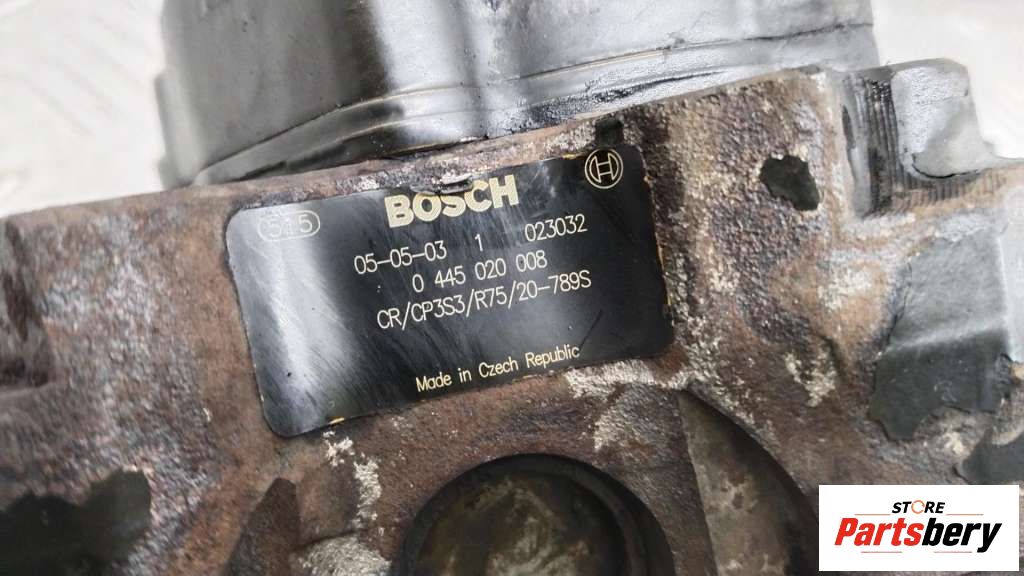 BOSCH
515
05-05-03 1 023032
0 445 020 008
CR/CP3S3/R75/20-789S
Made in Czech Republic
STORE
Partsbery